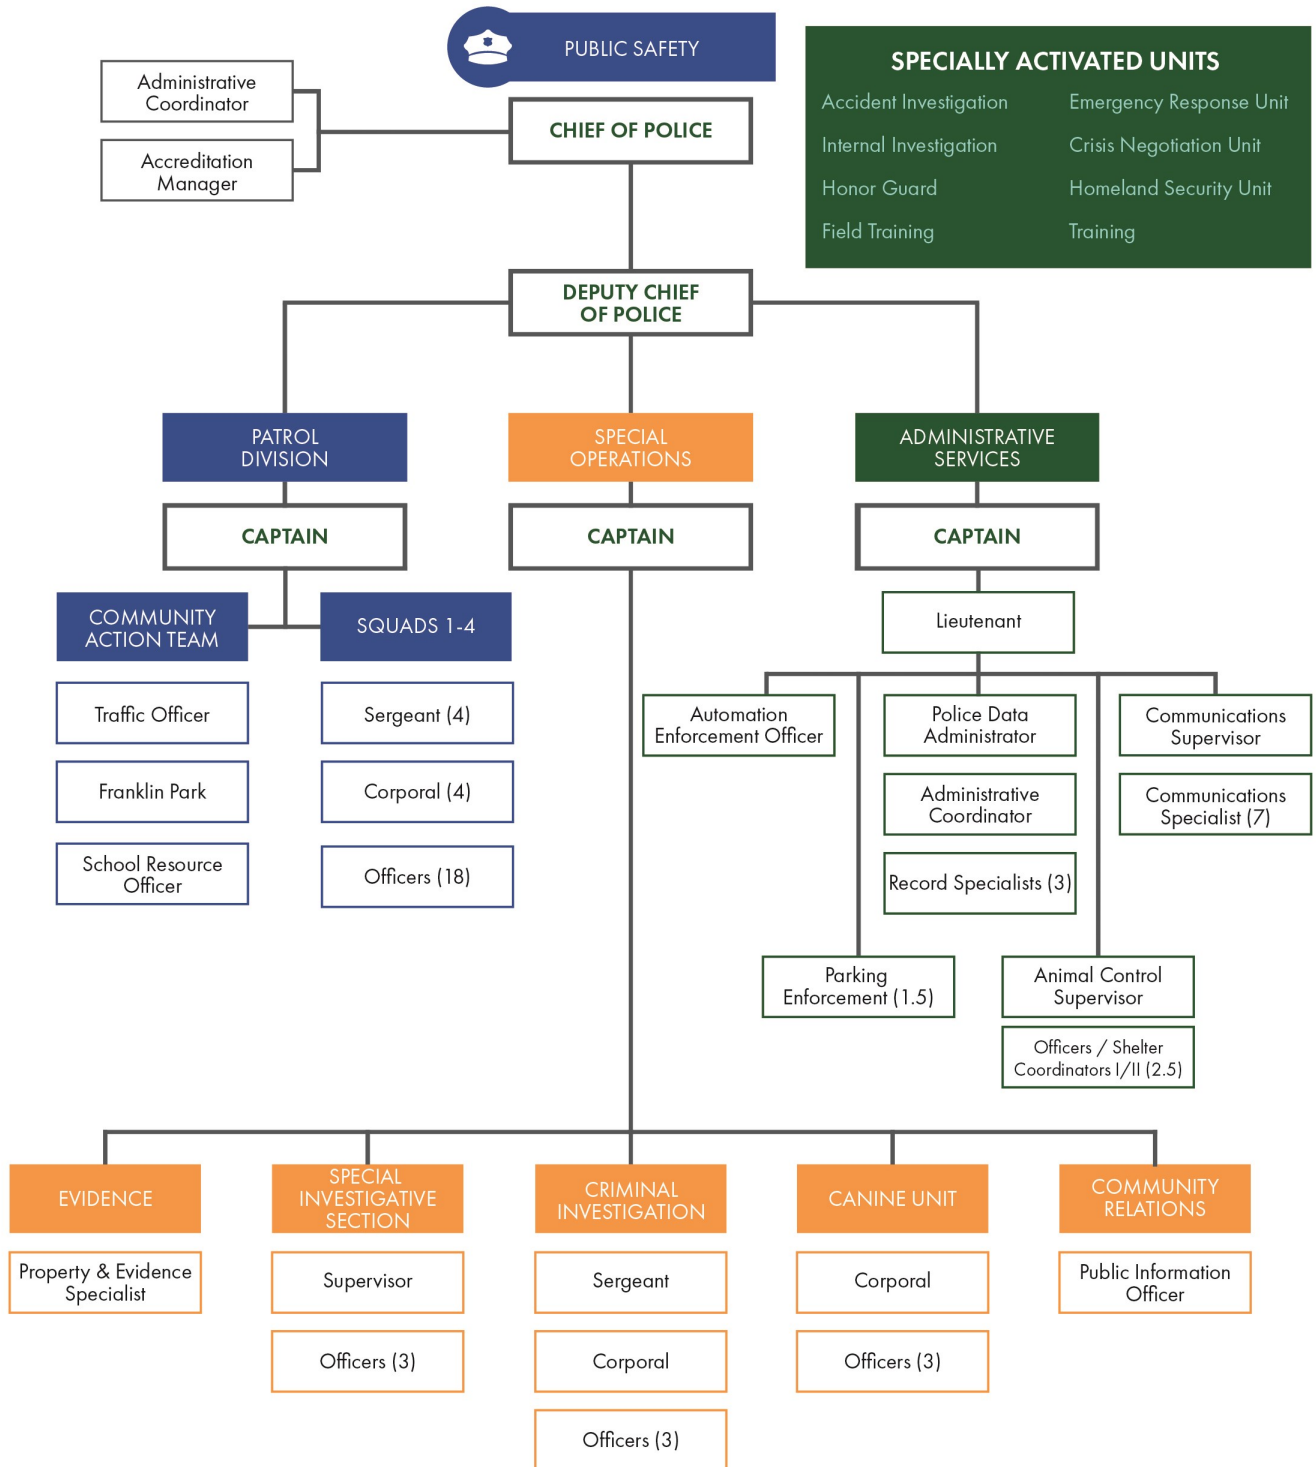 PUBLIC SAFETY
SPECIALLY ACTIVATED UNITS
Accident Investigation
Emergency Response Unit
Internal Investigation
Crisis Negotiation Unit
Honor Guard
Homeland Security Unit
Field Training
Training
Administrative
Coordinator
Accreditation
Manager
CHIEF OF POLICE
DEPUTY CHIEF
OF POLICE
PATROL
DIVISION
CAPTAIN
COMMUNITY
ACTION TEAM
Traffic Officer
Franklin Park
School Resource
Officer
SQUADS 1-4
Sergeant (4)
Corporal (4)
Officers (18)
SPECIAL
OPERATIONS
CAPTAIN
ADMINISTRATIVE
SERVICES
CAPTAIN
Lieutenant
Automation
Enforcement Officer
Police Data
Administrator
Administrative
Coordinator
Record Specialists (3)
Communications
Supervisor
Communications
Specialist (7)
Parking
Enforcement (1.5)
Animal Control
Supervisor
Officers / Shelter
Coordinators I/II (2.5)
EVIDENCE
Property & Evidence
Specialist
SPECIAL
INVESTIGATIVE
SECTION
Supervisor
Officers (3)
CRIMINAL
INVESTIGATION
Sergeant
Corporal
Officers (3)
CANINE UNIT
Corporal
Officers (3)
COMMUNITY
RELATIONS
Public Information
Officer